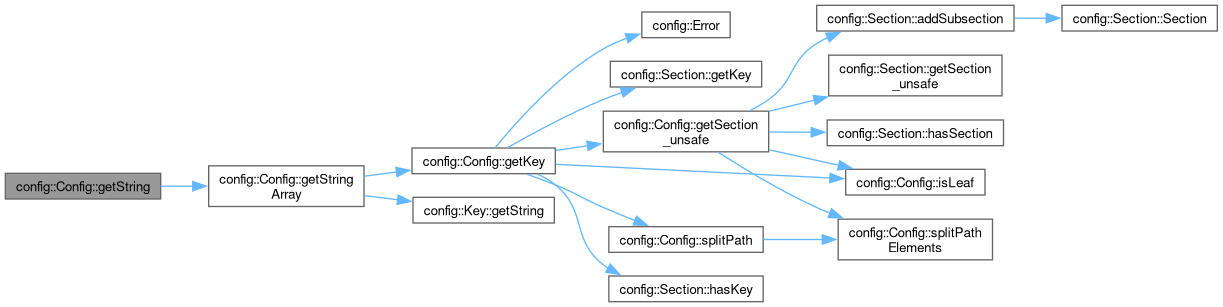 config::Config::getString
config::Config::getString
Array
config::Config::getKey
config::Key::getString
config::Error
config::Section::getKey
config::Config::getSection
_unsafe
config::Config::splitPath
config::Section::hasKey
config::Section::addSubsection
config::Section::getSection
_unsafe
config::Section::hasSection
config::Config::isLeaf
config::Config::splitPath
Elements
config::Section::Section